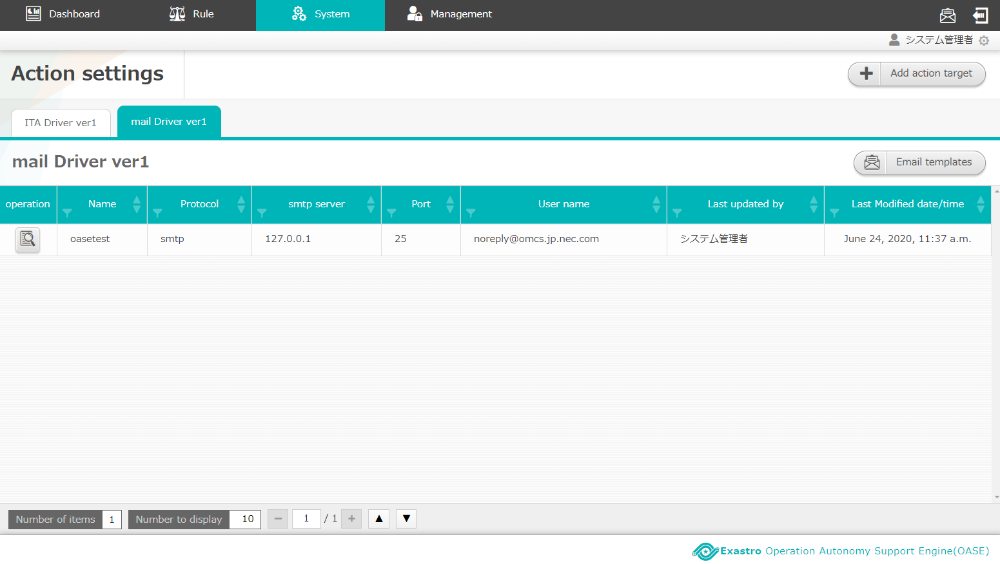 Dashboard Rule System Management
システム管理者
Action settings
Add action target
ITA Driver ver1 mail Driver ver1
mail Driver ver1
Email templates
operation Name Protocol smtp server Port User name Last updated by Last Modified date/time
oasetest smtp 127.0.0.1 25 noreply@omcs.jp.nec.com システム管理者 June 24, 2020, 11:37 a.m.
Number of items 1 Number to display 10 − 1 / 1 + ▲ ▼
Exastro Operation Autonomy Support Engine(OASE)